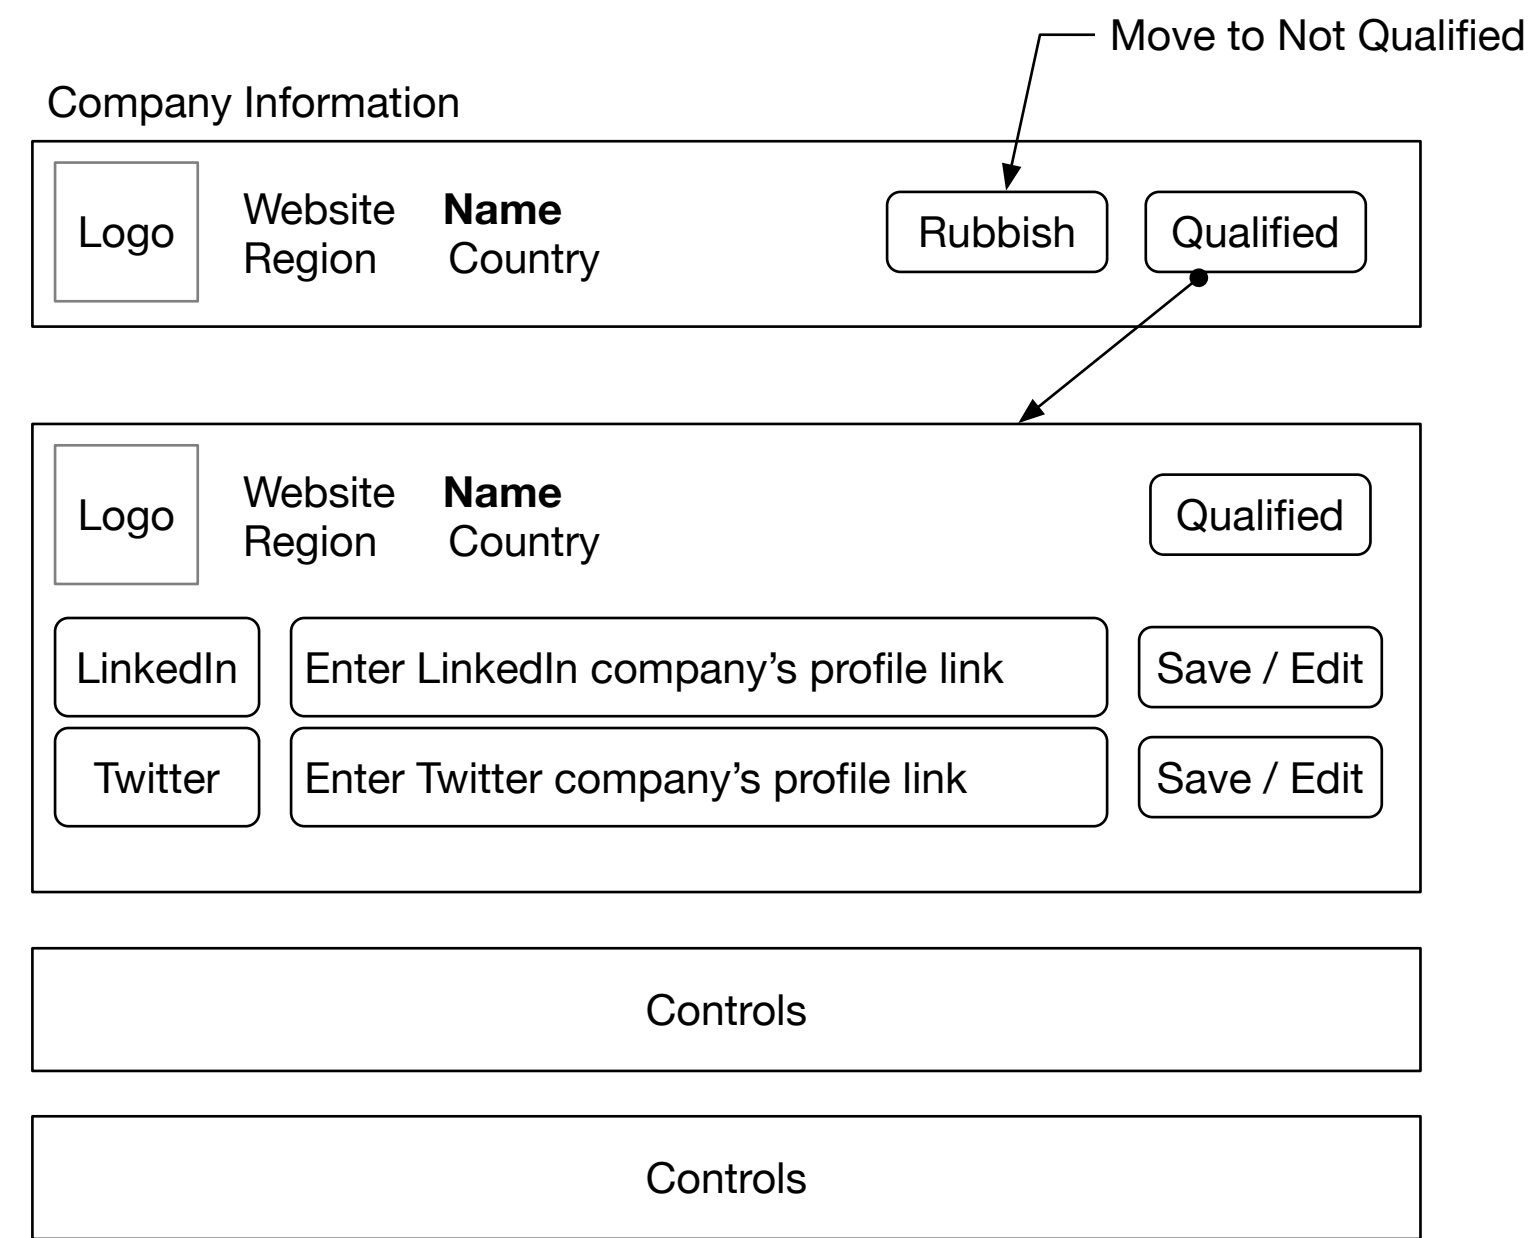 Move to Not Qualified
Company Information
Logo
Website Name
Region Country
Rubbish
Qualified
Logo
Website Name
Region Country
Qualified
LinkedIn
Enter LinkedIn company’s profile link
Save / Edit
Twitter
Enter Twitter company’s profile link
Save / Edit
Controls
Controls